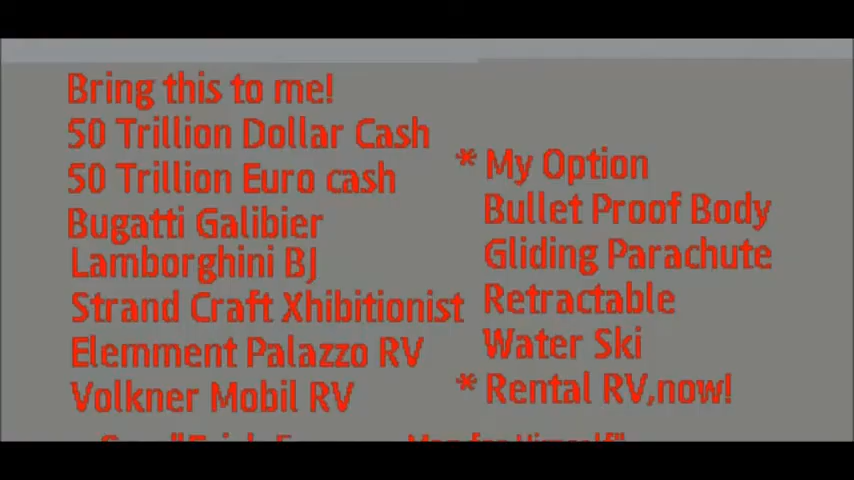 Bring this to me!
50 Trillion Dollar Cash
50 Trillion Euro cash
Bugatti Galibier
Lamborghini BJ
Strand Craft Xhibitionist
Elemment Palazzo RV
Volkner Mobil RV
* My Option
Bullet Proof Body
Gliding Parachute
Retractable
Water Ski
* Rental RV,now!